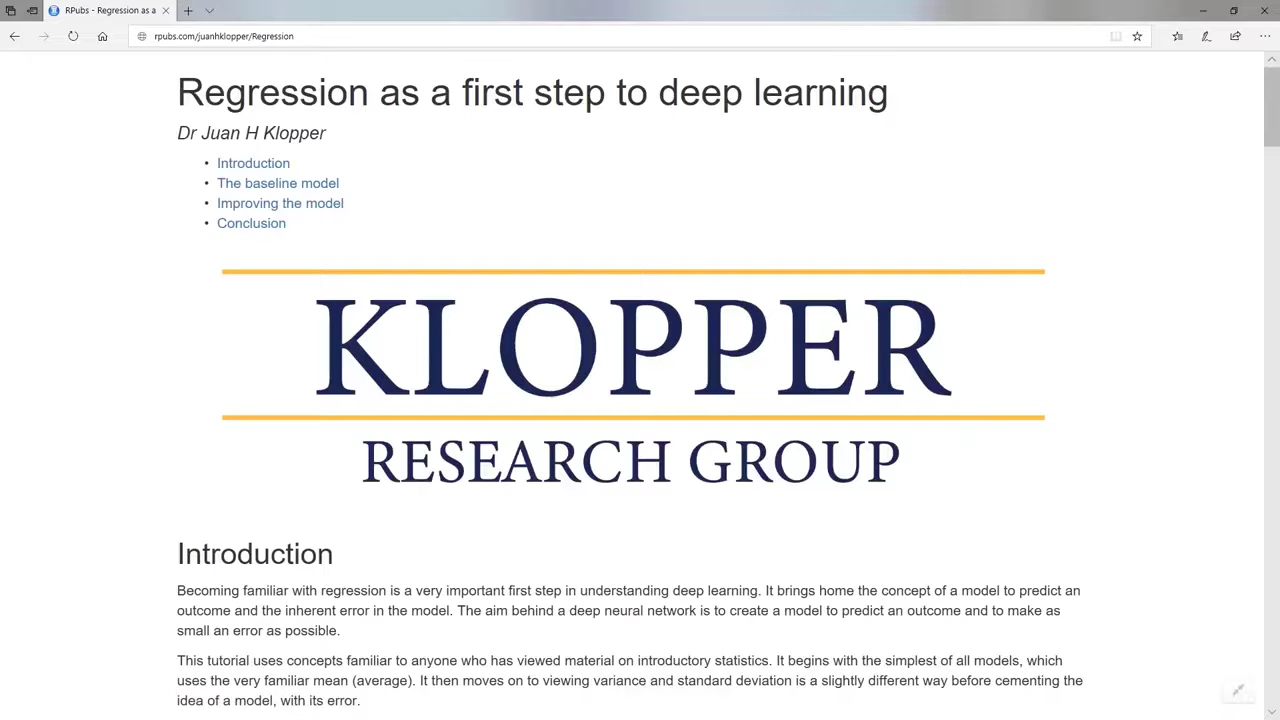 RPubs - Regression as a
rpubs.com/juanhklopper/Regression
Regression as a first step to deep learning
Dr Juan H Klopper
• Introduction
• The baseline model
• Improving the model
• Conclusion
KLOPPER
RESEARCH GROUP
Introduction
Becoming familiar with regression is a very important first step in understanding deep learning. It brings home the concept of a model to predict an
outcome and the inherent error in the model. The aim behind a deep neural network is to create a model to predict an outcome and to make as
small an error as possible.
This tutorial uses concepts familiar to anyone who has viewed material on introductory statistics. It begins with the simplest of all models, which
uses the very familiar mean (average). It then moves on to viewing variance and standard deviation is a slightly different way before cementing the
idea of a model, with its error.